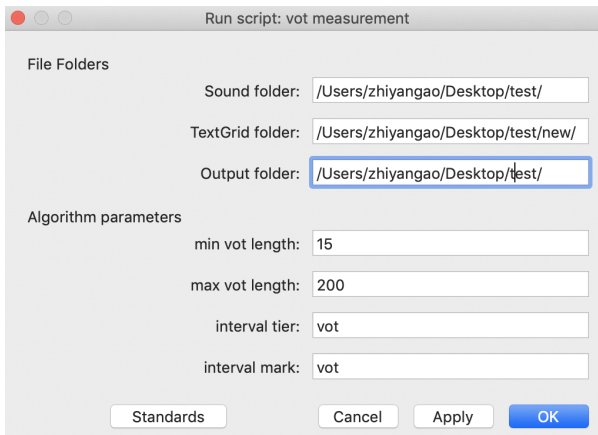 Run script: vot measurement
File Folders
Sound folder: /Users/zhiyangao/Desktop/test/
TextGrid folder: /Users/zhiyangao/Desktop/test/new/
Output folder: /Users/zhiyangao/Desktop/test/
Algorithm parameters
min vot length: 15
max vot length: 200
interval tier: vot
interval mark: vot
Standards Cancel Apply OK